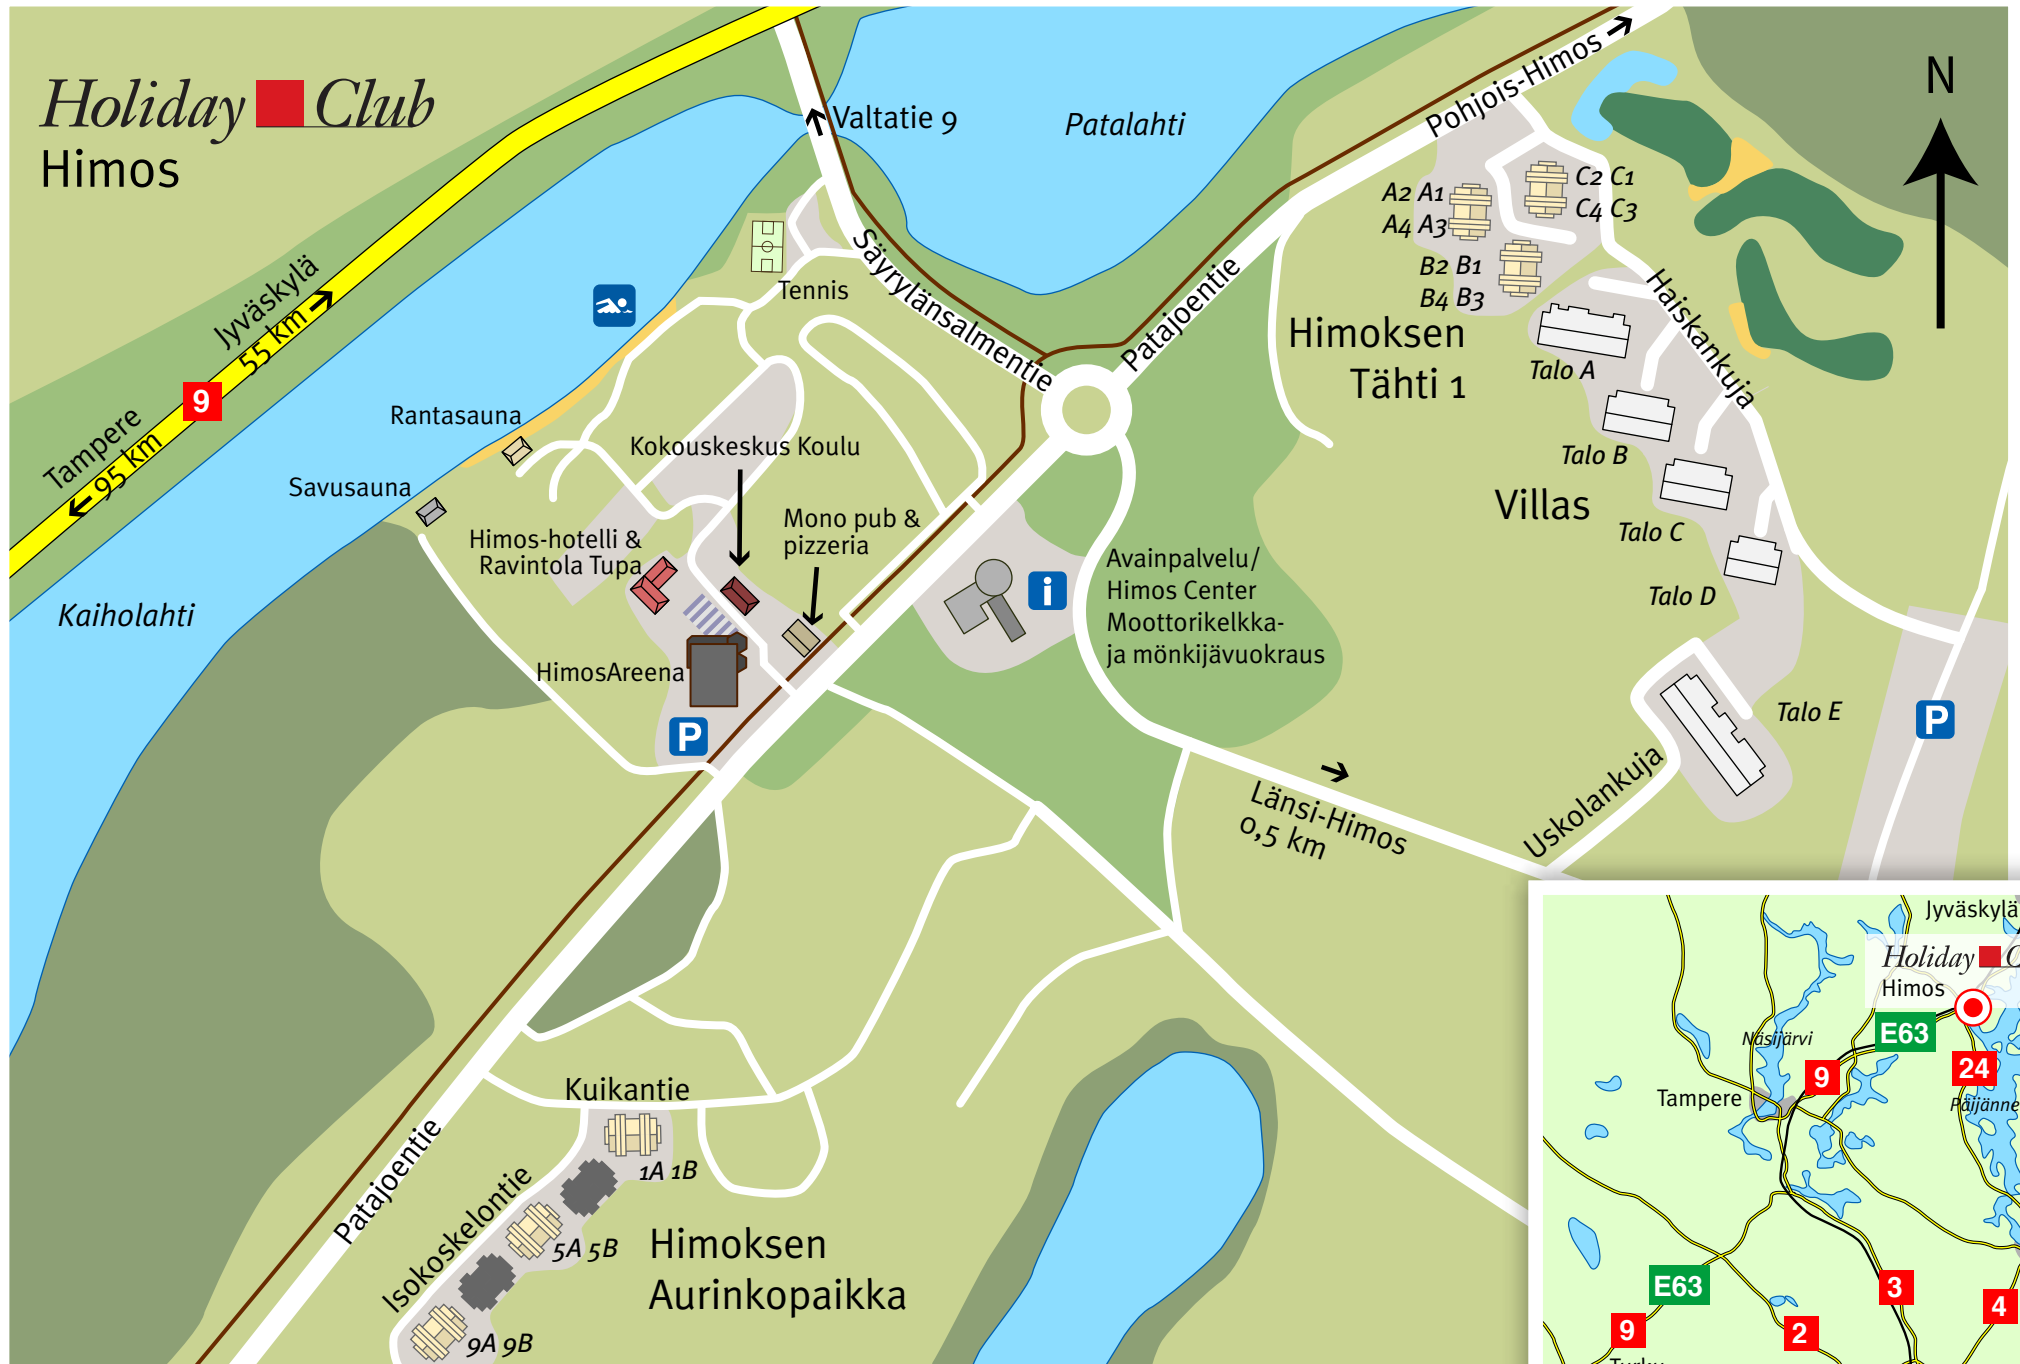 Holiday Club
Himos
Jyväskylä
55 km
9
Tampere
95 km
Kaiholahti
Valtatie 9
Patalahti
Pohjois-Himos
N
Tennis
Säyrylänsalmentie
Patajoentie
Rantasauna
Savusauna
Kokouskeskus Koulu
Mono pub &
pizzeria
Himos-hotelli &
Ravintola Tupa
HimosAreena
P
i
Avainpalvelu/
Himos Center
Moottorikelkka-
ja mönkijävuokraus
A2 A1
A4 A3
C2 C1
C4 C3
B2 B1
B4 B3
Himoksen
Tähti 1
Haiskankuja
Talo A
Talo B
Villas
Talo C
Talo D
Talo E
P
Uskolankuja
Länsi-Himos
0,5 km
Kuikantie
Patajoentie
Isokoskelontie
1A 1B
5A 5B
9A 9B
Himoksen
Aurinkopaikka
Jyväskylä
Holiday C
Himos
E63
Näsijärvi
9
24
Tampere
Päijänne
E63
3
4
9
2
Turku